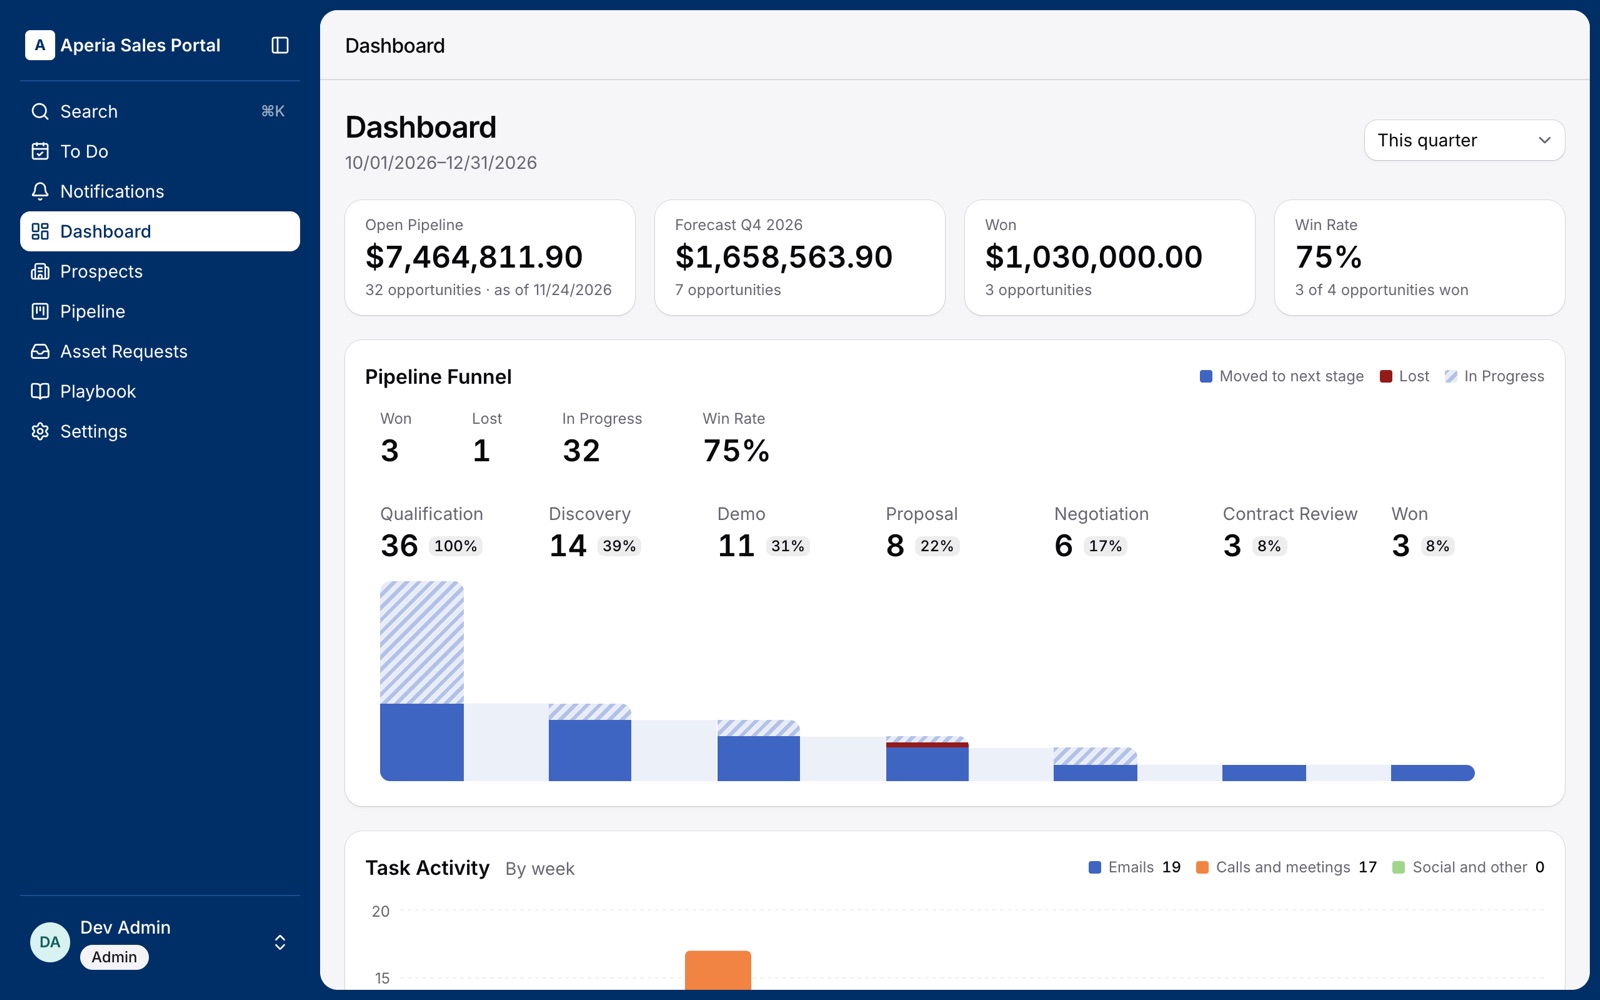 A Aperia Sales Portal
Search ⌘K
To Do
Notifications
Dashboard
Prospects
Pipeline
Asset Requests
Playbook
Settings
DA
Dev Admin
Admin
Dashboard
Dashboard
10/01/2026–12/31/2026
This quarter
Open Pipeline
$7,464,811.90
32 opportunities · as of 11/24/2026
Forecast Q4 2026
$1,658,563.90
7 opportunities
Won
$1,030,000.00
3 opportunities
Win Rate
75%
3 of 4 opportunities won
Pipeline Funnel
Moved to next stage Lost In Progress
Won Lost In Progress Win Rate
3 1 32 75%
Qualification Discovery Demo Proposal Negotiation Contract Review Won
36 100% 14 39% 11 31% 8 22% 6 17% 3 8% 3 8%
Task Activity By week
Emails 19 Calls and meetings 17 Social and other 0
20
15